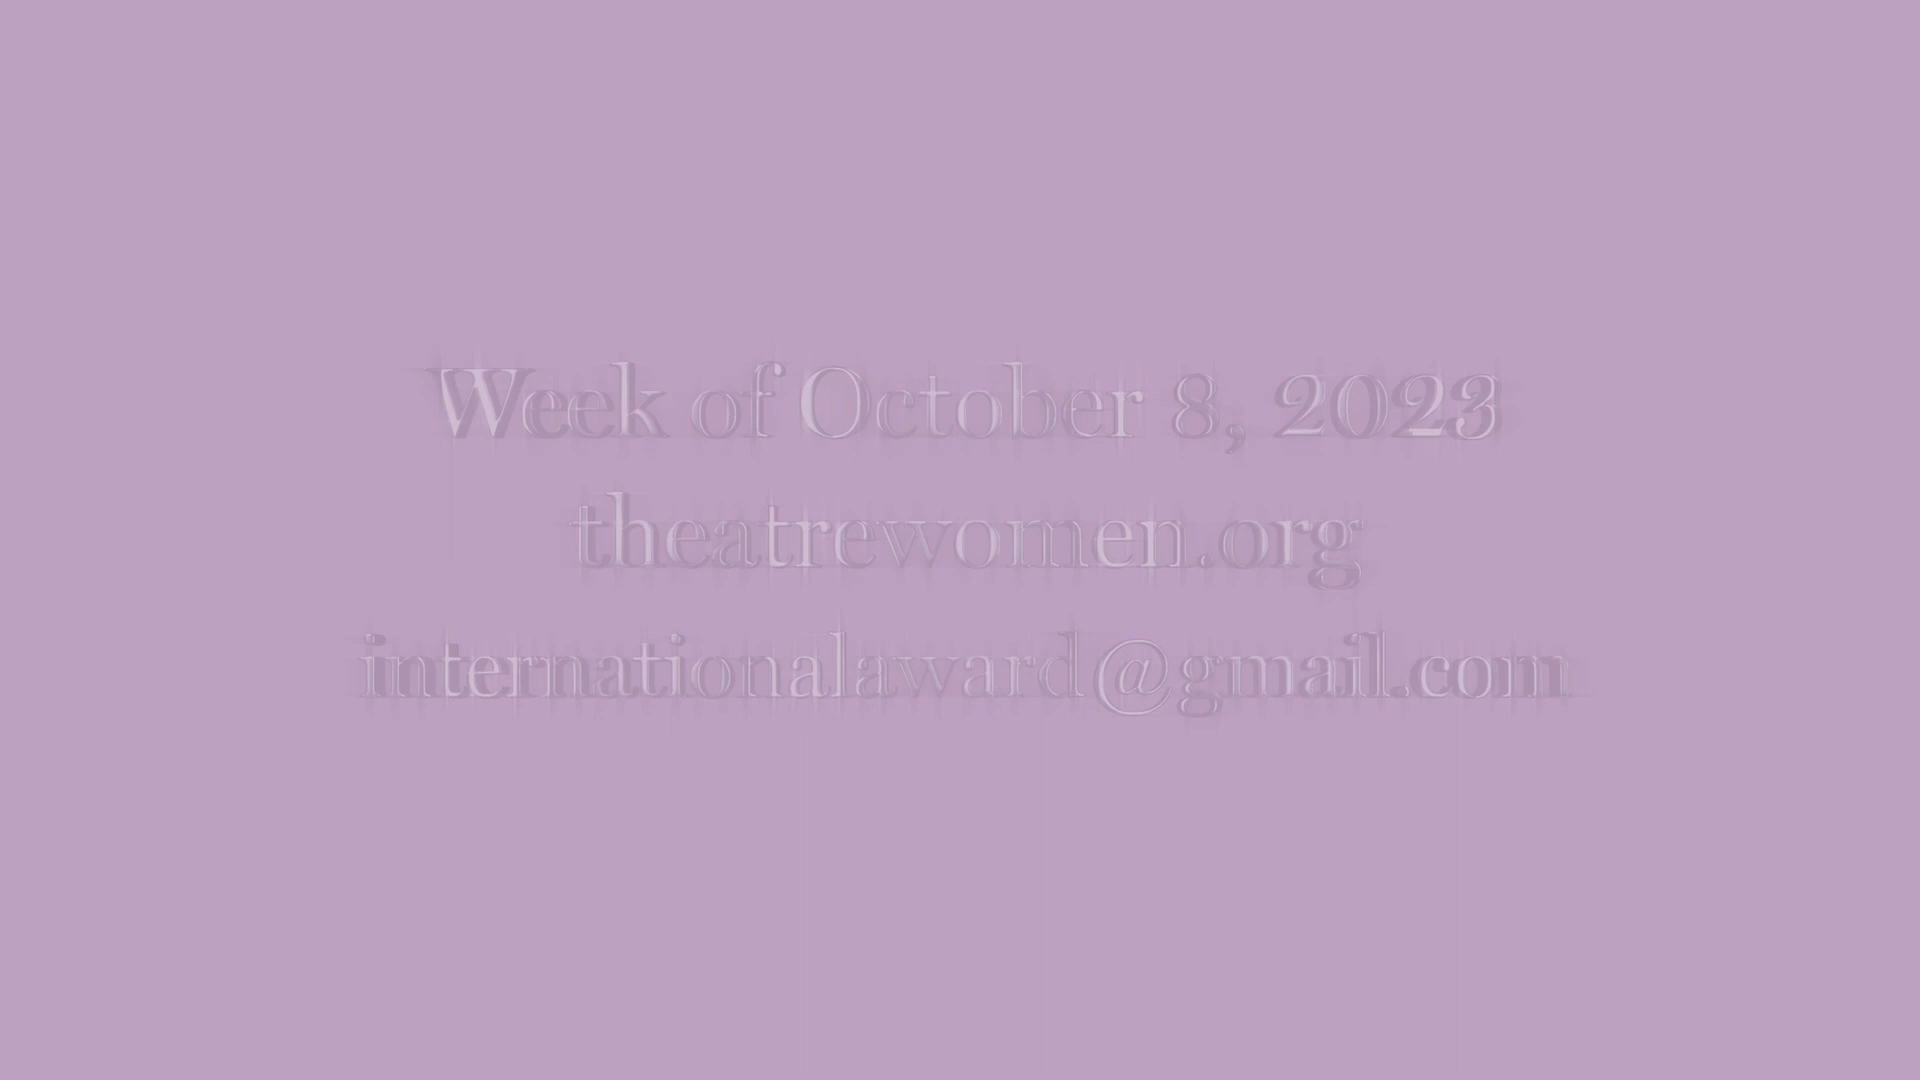 Week of October 8, 2023
theatrewomen.org
internationalaward@gmail.com